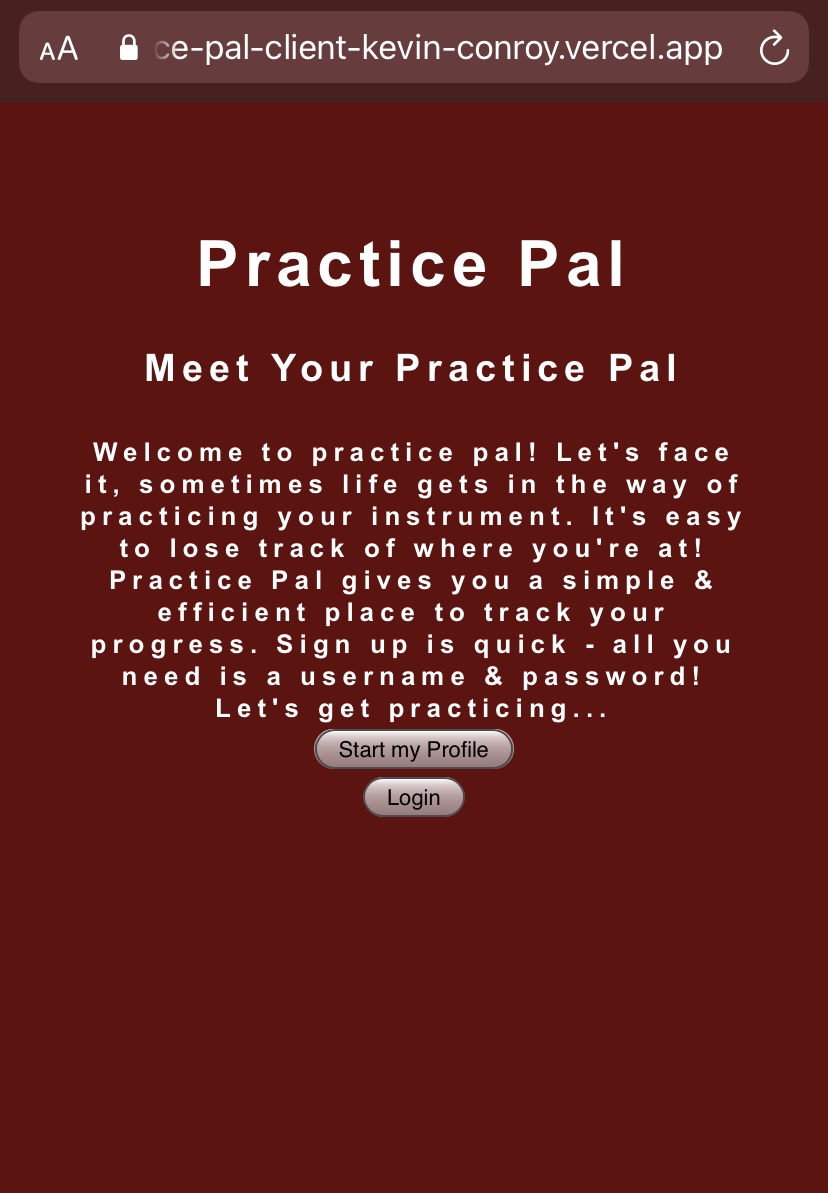 AA ce-pal-client-kevin-conroy.vercel.app
Practice Pal
Meet Your Practice Pal
Welcome to practice pal! Let's face
it, sometimes life gets in the way of
practicing your instrument. It's easy
to lose track of where you're at!
Practice Pal gives you a simple &
efficient place to track your
progress. Sign up is quick - all you
need is a username & password!
Let's get practicing...
Start my Profile
Login